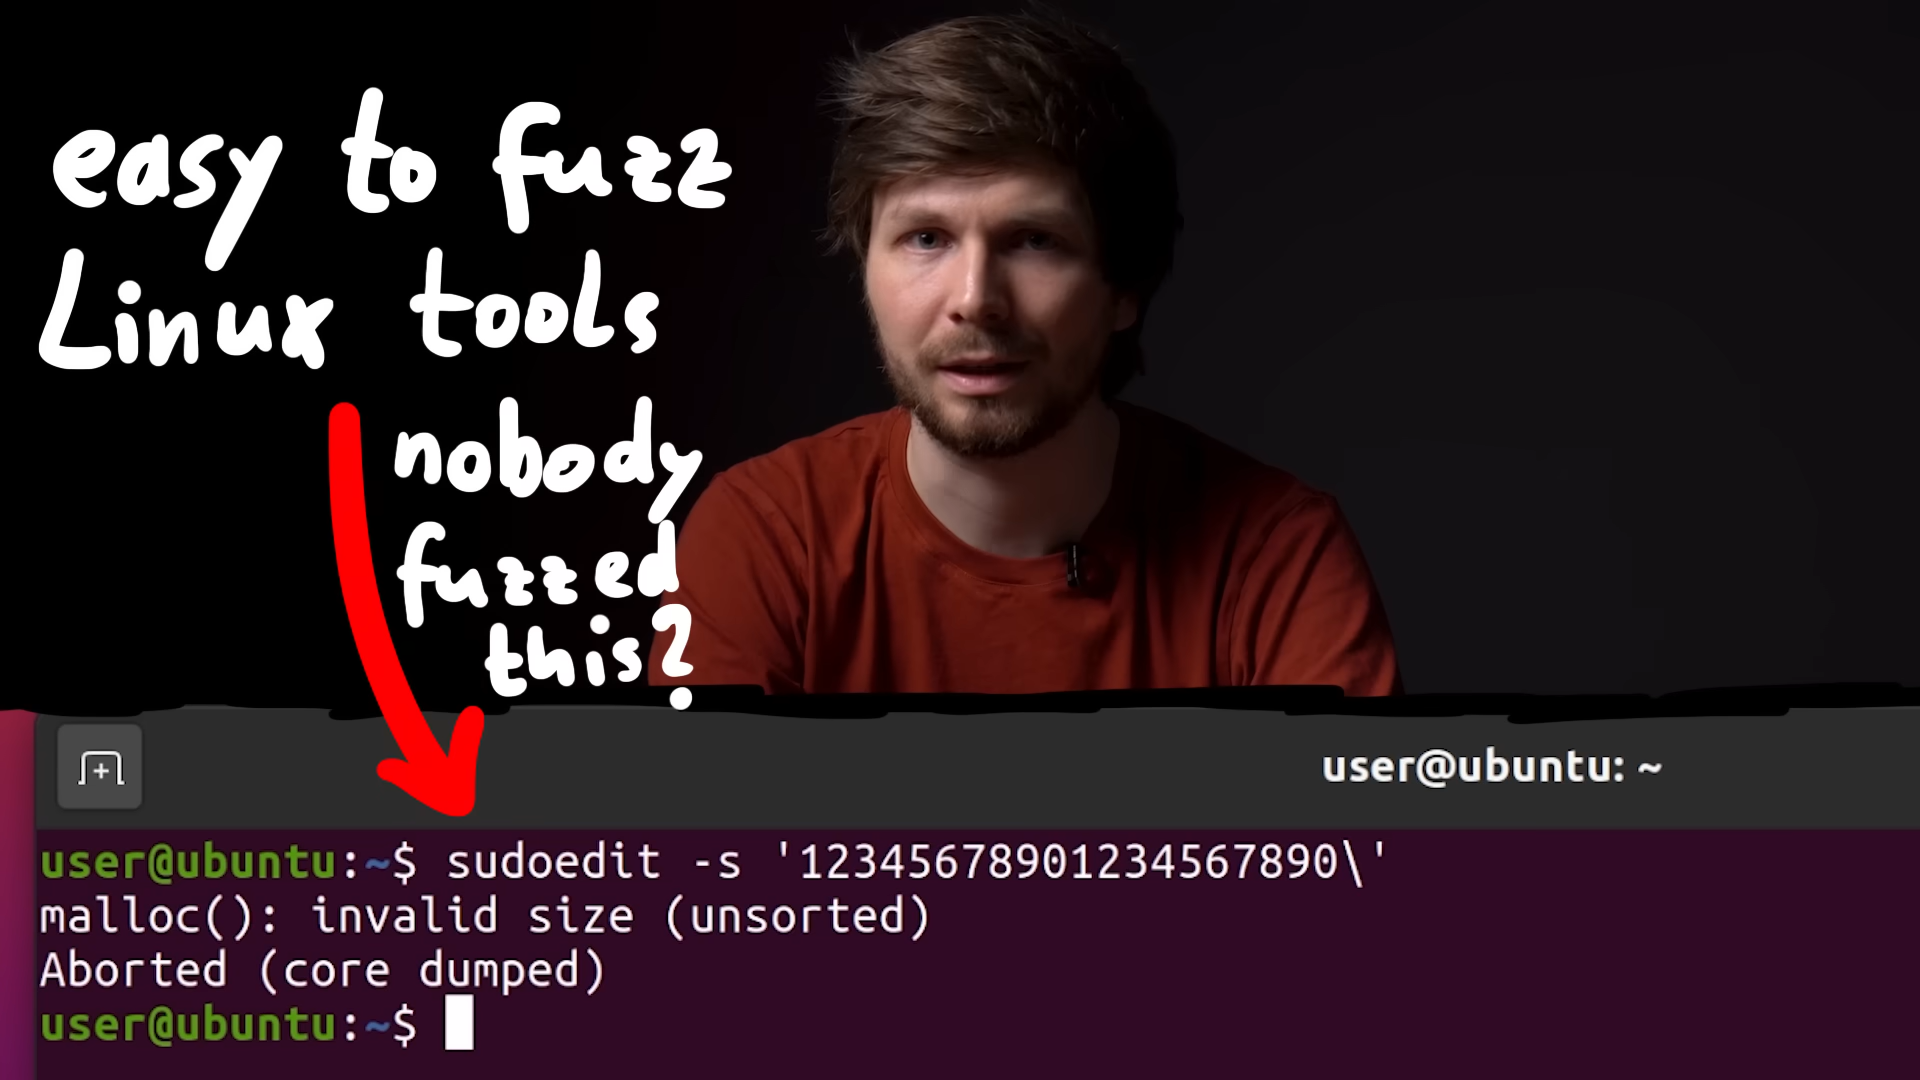 easy to fuzz
Linux tools
nobody
fuzzed
this?
user@ubuntu: ~
user@ubuntu:~$ sudoedit -s '12345678901234567890\'
malloc(): invalid size (unsorted)
Aborted (core dumped)
user@ubuntu:~$